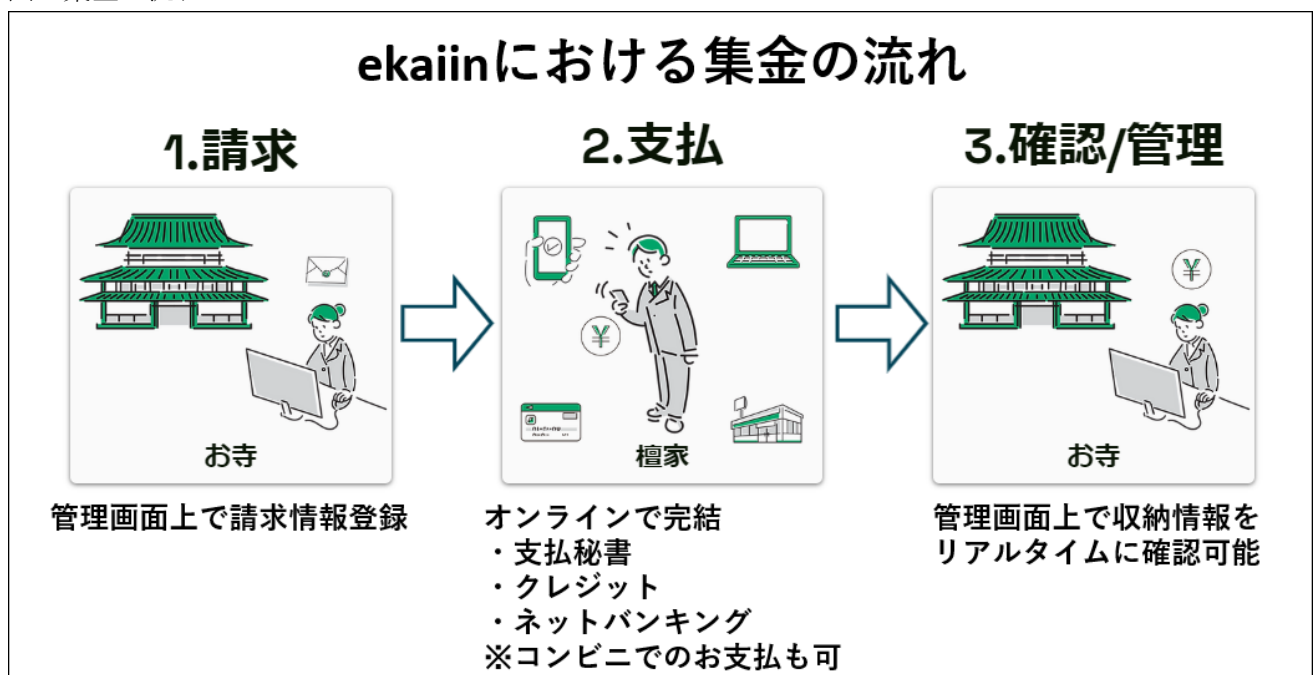 ekaiinにおける集金の流れ
1.請求
お寺
管理画面上で請求情報登録
2.支払
¥
檀家
オンラインで完結
・支払秘書
・クレジット
・ネットバンキング
※コンビニでのお支払も可
3.確認/管理
¥
お寺
管理画面上で収納情報を
リアルタイムに確認可能